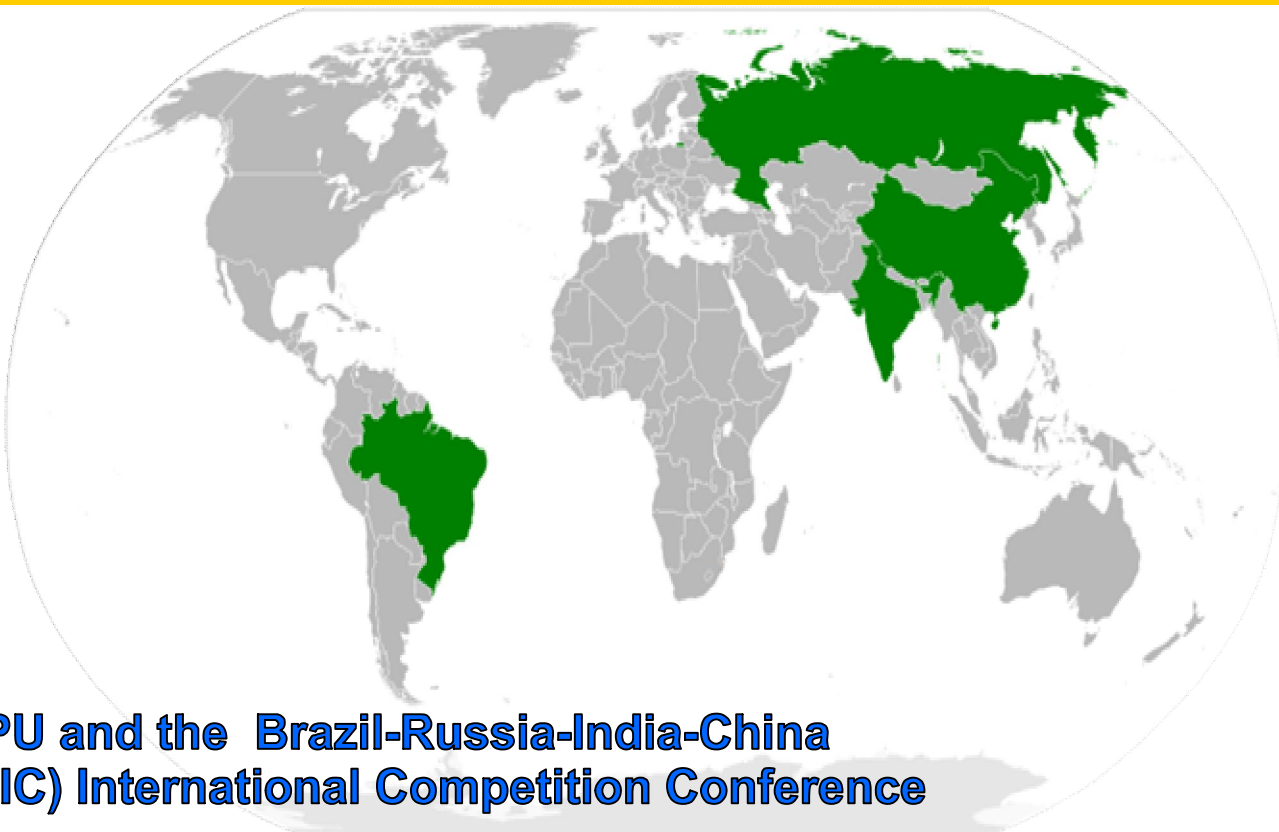 PU and the Brazil-Russia-India-China
IC) International Competition Conference